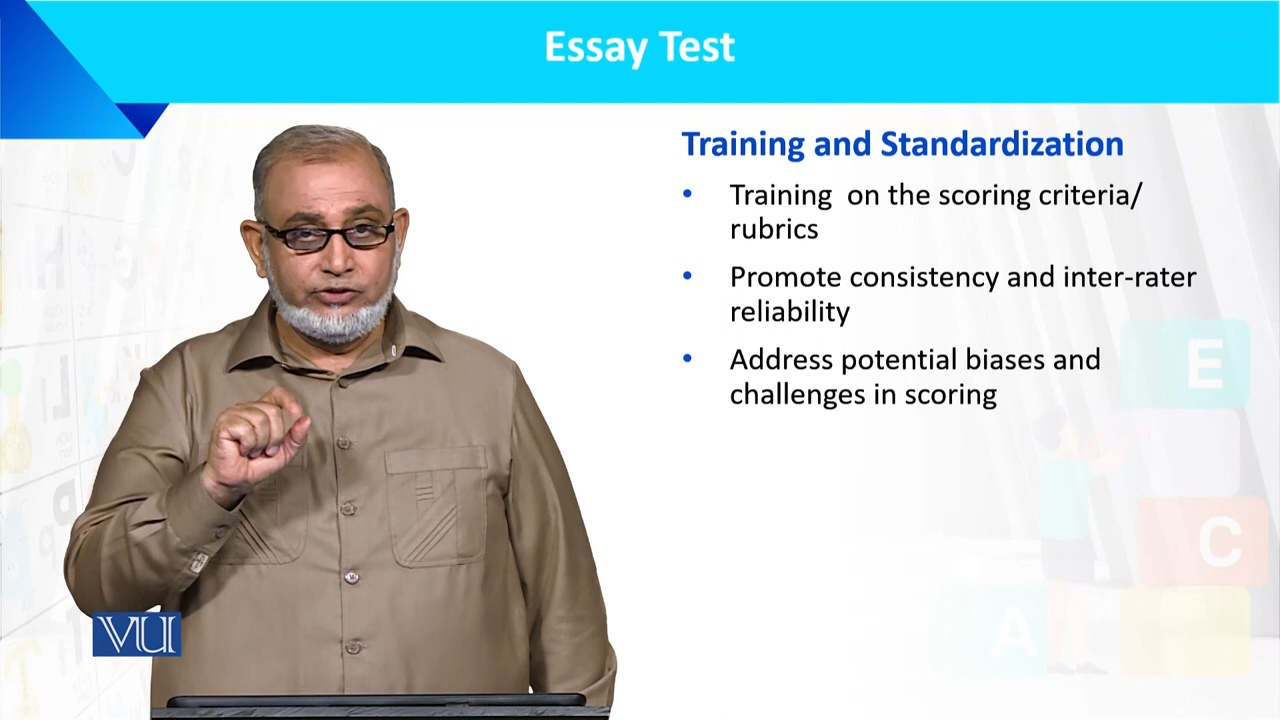 Essay Test
Training and Standardization
• Training on the scoring criteria/
rubrics
• Promote consistency and inter-rater
reliability
• Address potential biases and
challenges in scoring
E
C
A
VU